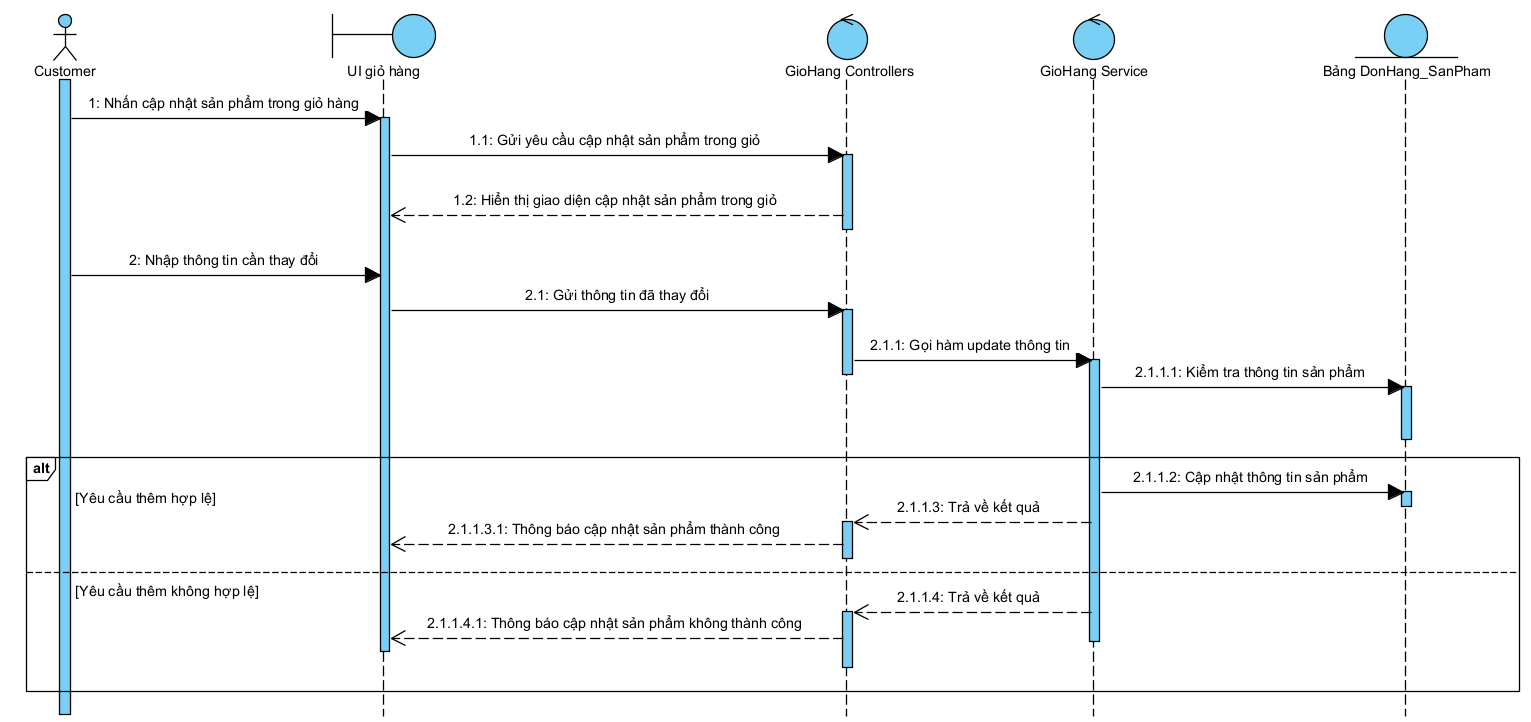 Customer
UI giỏ hàng
GioHang Controllers
GioHang Service
Bảng DonHang_SanPham
1: Nhấn cập nhật sản phẩm trong giỏ hàng
1.1: Gửi yêu cầu cập nhật sản phẩm trong giỏ
1.2: Hiển thị giao diện cập nhật sản phẩm trong giỏ
2: Nhập thông tin cần thay đổi
2.1: Gửi thông tin đã thay đổi
2.1.1: Gọi hàm update thông tin
2.1.1.1: Kiểm tra thông tin sản phẩm
alt
2.1.1.2: Cập nhật thông tin sản phẩm
[Yêu cầu thêm hợp lệ]
2.1.1.3: Trả về kết quả
2.1.1.3.1: Thông báo cập nhật sản phẩm thành công
[Yêu cầu thêm không hợp lệ]
2.1.1.4: Trả về kết quả
2.1.1.4.1: Thông báo cập nhật sản phẩm không thành công